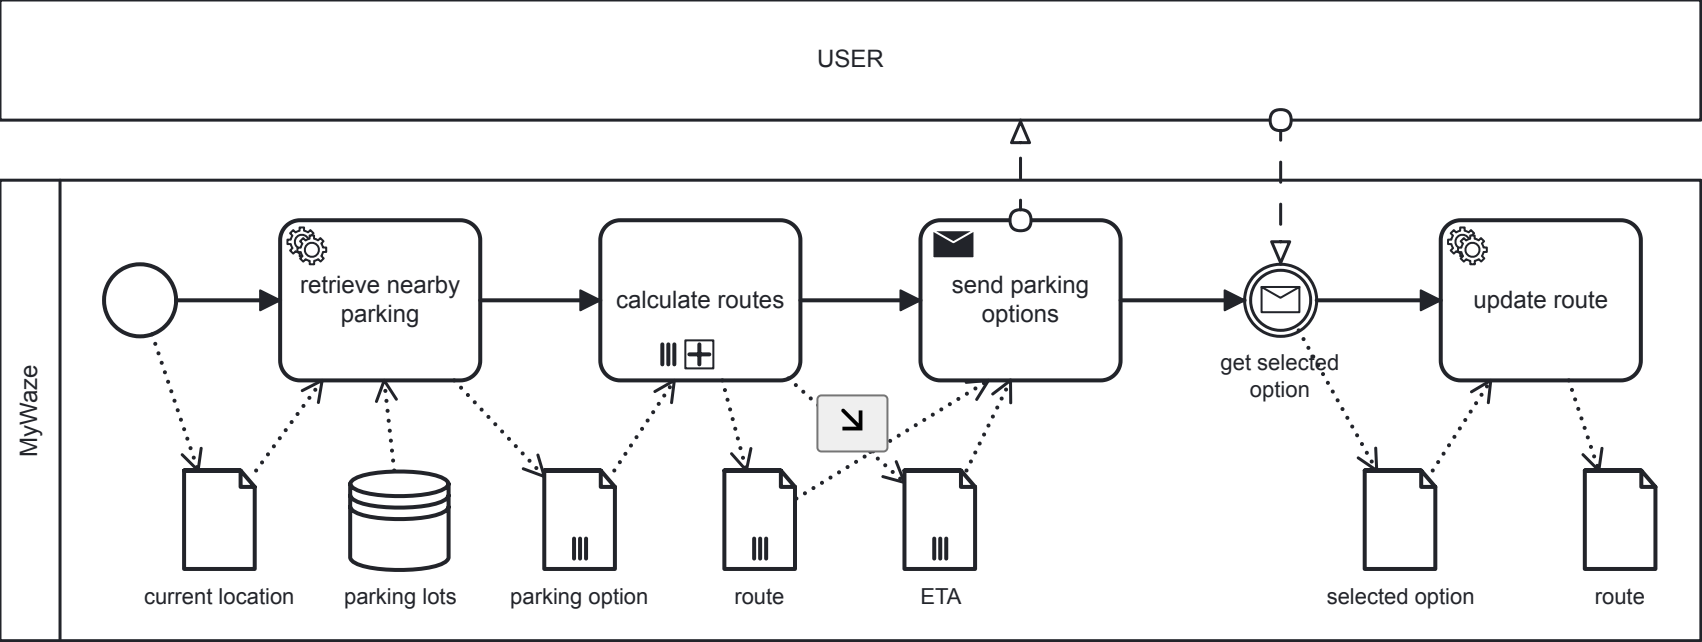 USER
MyWaze
retrieve nearby
parking
calculate routes
send parking
options
get selected
option
update route
current location
parking lots
parking option
route
ETA
selected option
route